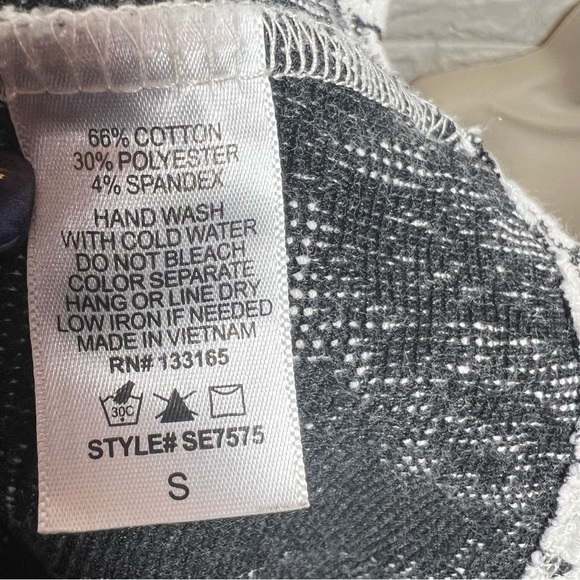 66% COTTON
30% POLYESTER
4% SPANDEX
HAND WASH
WITH COLD WATER
DO NOT BLEACH
COLOR SEPARATE
HANG OR LINE DRY
LOW IRON IF NEEDED
MADE IN VIETNAM
RN# 133165
30C
STYLE# SE7575
S